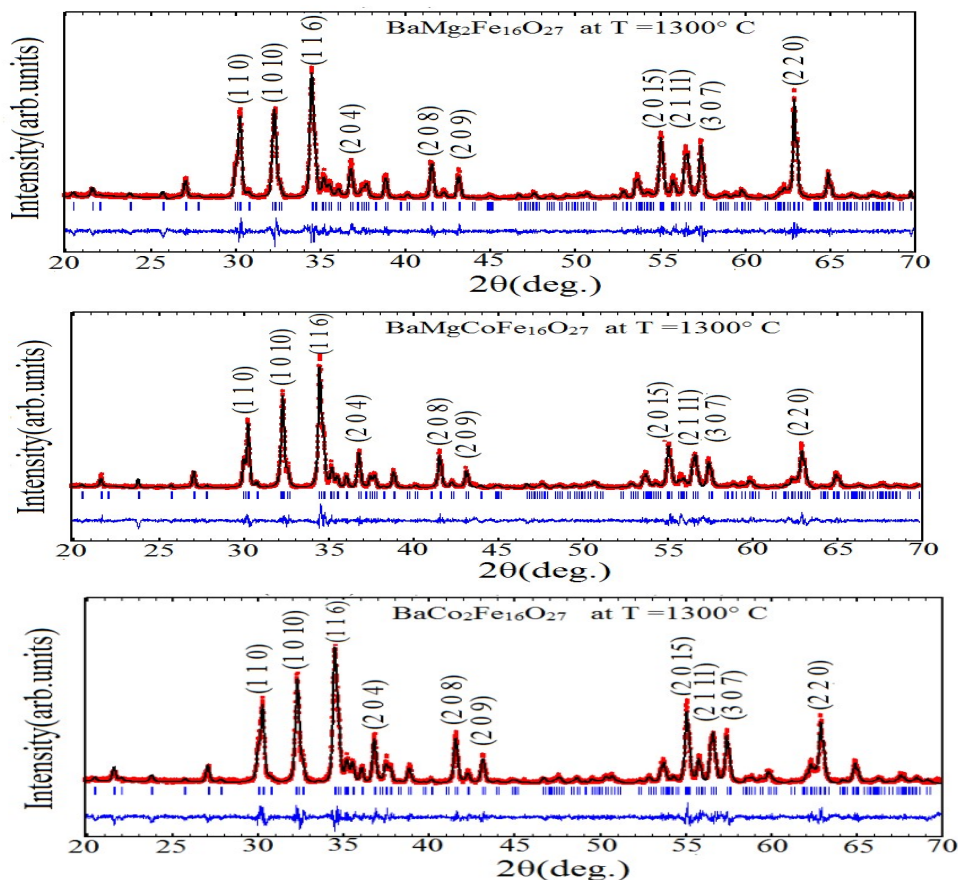 BaMg₂Fe₁₆O₂₇ at T =1300° C
Intensity(arb.units)
(1 1 0)
(1 0 10)
(1 1 6)
(2 0 4)
(2 0 8)
(2 0 9)
(2 0 15)
(2 1 11)
(3 0 7)
(2 2 0)
20 25 30 35 40 45 50 55 60 65 70
2θ(deg.)
BaMgCoFe₁₆O₂₇ at T =1300° C
Intensity(arb.units)
(1 1 0)
(1 0 10)
(1 1 6)
(2 0 4)
(2 0 8)
(2 0 9)
(2 0 15)
(2 1 11)
(3 0 7)
(2 2 0)
20 25 30 35 40 45 50 55 60 65 70
2θ(deg.)
BaCo₂Fe₁₆O₂₇ at T =1300° C
Intensity(arb.units)
(1 1 0)
(1 0 10)
(1 1 6)
(2 0 4)
(2 0 8)
(2 0 9)
(2 0 15)
(2 1 11)
(3 0 7)
(2 2 0)
20 25 30 35 40 45 50 55 60 65 70
2θ(deg.)